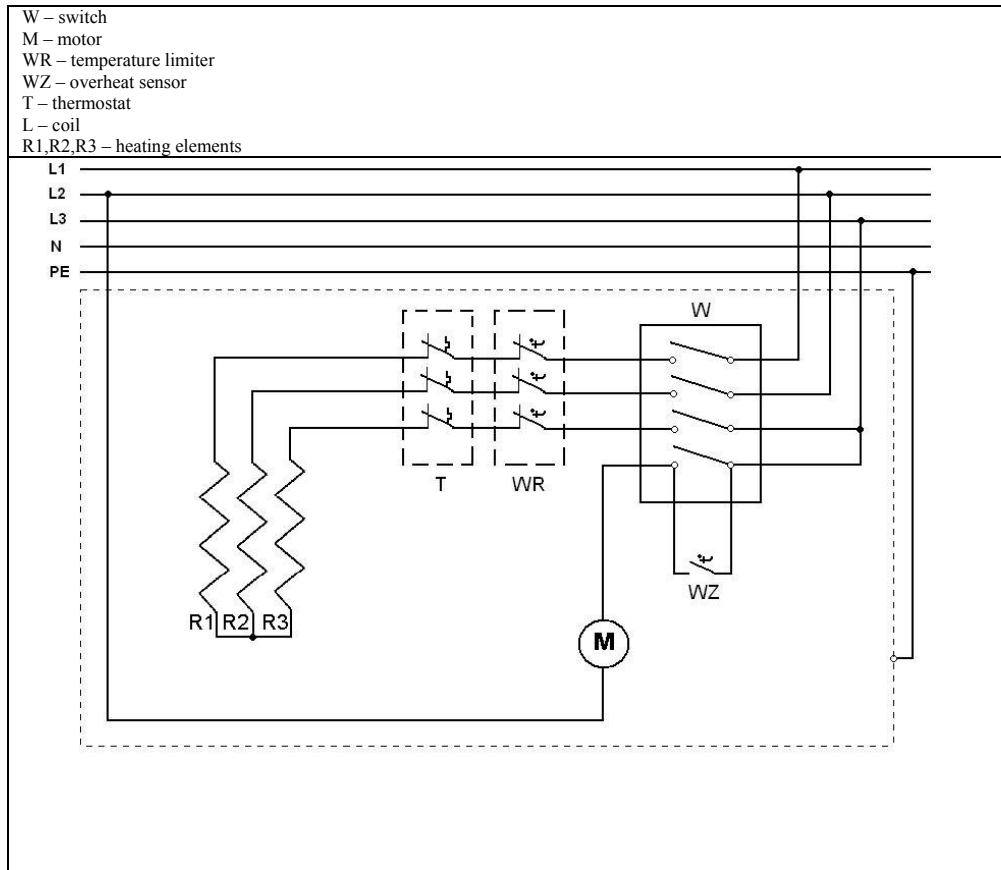 W – switch
M – motor
WR – temperature limiter
WZ – overheat sensor
T – thermostat
L – coil
R1,R2,R3 – heating elements
L1
L2
L3
N
PE
W
T
WR
WZ
R1 R2 R3
M